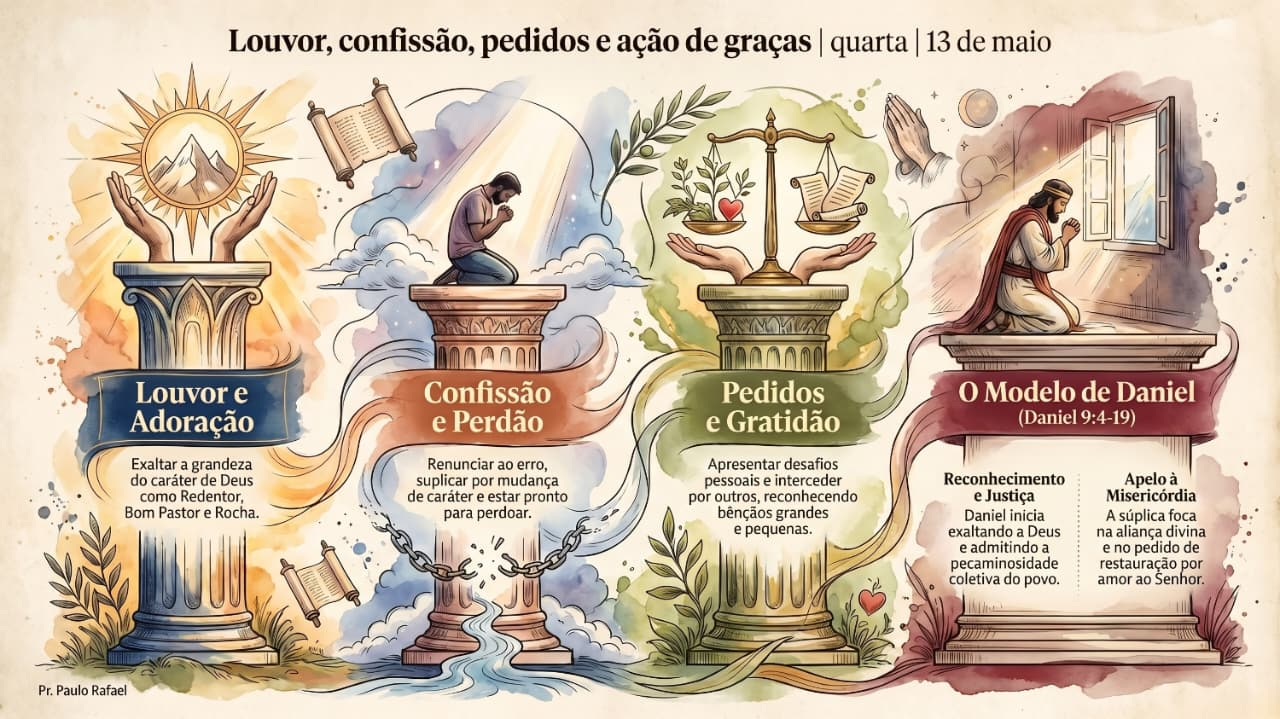 Louvor, confissão, pedidos e ação de graças | quarta | 13 de maio
Louvor e
Adoração
Exaltar a grandeza
do caráter de Deus
como Redentor,
Bom Pastor e Rocha.
Confissão
e Perdão
Renunciar ao erro,
suplicar por mudança
de caráter e estar pronto
para perdoar.
Pedidos
e Gratidão
Apresentar desafios
pessoais e interceder
por outros, reconhecendo
bênçãos grandes
e pequenas.
O Modelo de Daniel
(Daniel 9:4-19)
Reconhecimento
e Justiça
Daniel inicia
exaltando a Deus
e admitindo a
pecaminosidade
coletiva do povo.
Apelo à
Misericórdia
A súplica foca
na aliança divina
e no pedido de
restauração por
amor ao Senhor.
Pr. Paulo Rafael